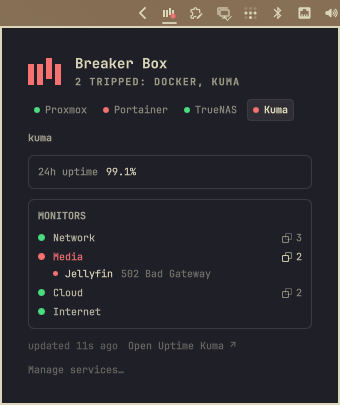 Breaker Box
2 TRIPPED: DOCKER, KUMA
Proxmox Portainer TrueNAS Kuma
kuma
24h uptime 99.1%
MONITORS
Network 3
Media 2
Jellyfin 502 Bad Gateway
Cloud 2
Internet
updated 11s ago Open Uptime Kuma ↗
Manage services…